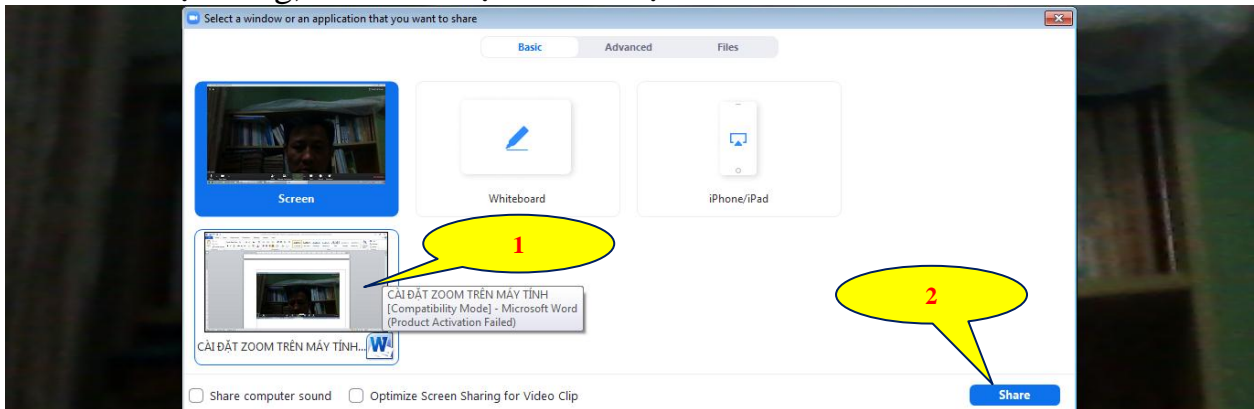 Select a window or an application that you want to share
Basic Advanced Files
Screen Whiteboard iPhone/iPad
1
CÀI ĐẶT ZOOM TRÊN MÁY TÍNH
[Compatibility Mode] - Microsoft Word
(Product Activation Failed)
2
CÀI ĐẶT ZOOM TRÊN MÁY TÍNH...
Share computer sound Optimize Screen Sharing for Video Clip Share